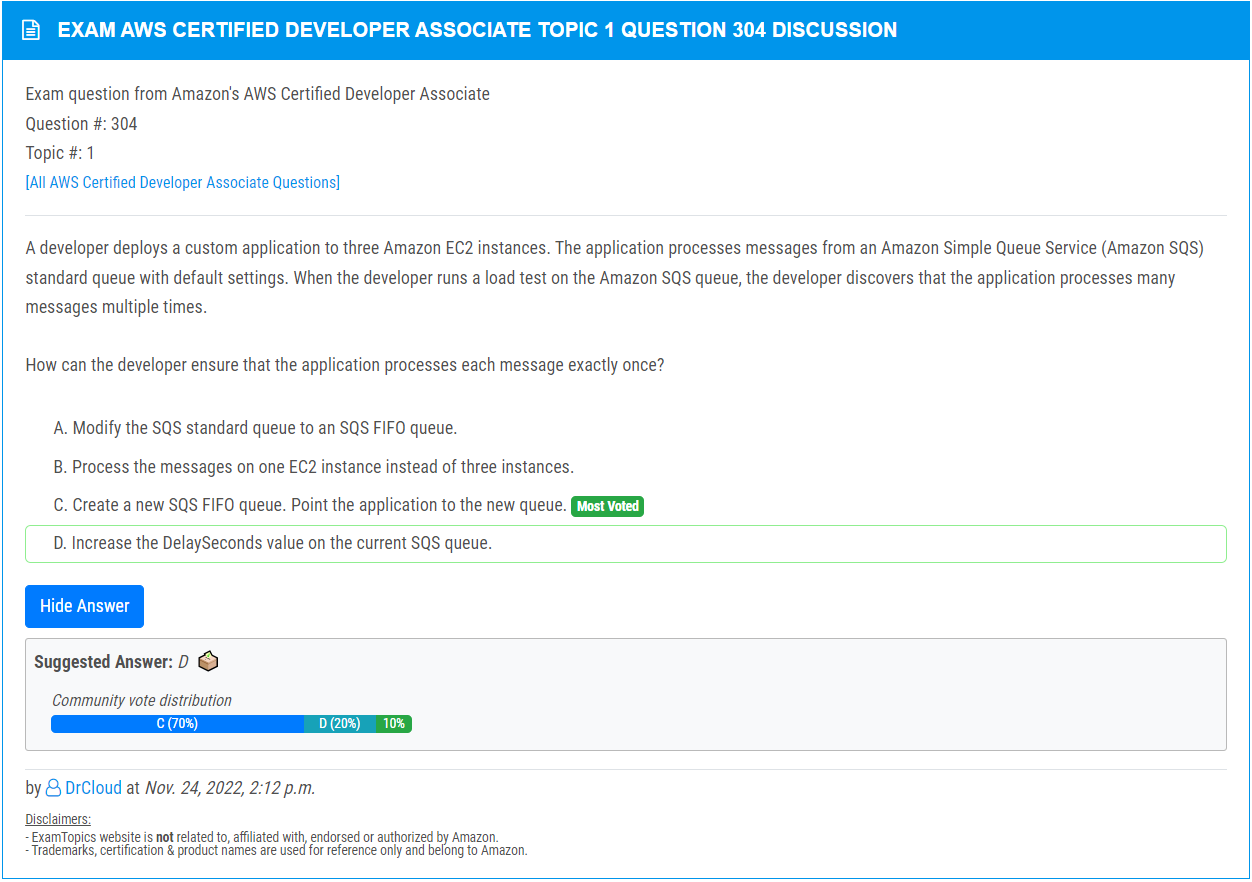 EXAM AWS CERTIFIED DEVELOPER ASSOCIATE TOPIC 1 QUESTION 304 DISCUSSION
Exam question from Amazon's AWS Certified Developer Associate
Question #: 304
Topic #: 1
[All AWS Certified Developer Associate Questions]
A developer deploys a custom application to three Amazon EC2 instances. The application processes messages from an Amazon Simple Queue Service (Amazon SQS)
standard queue with default settings. When the developer runs a load test on the Amazon SQS queue, the developer discovers that the application processes many
messages multiple times.
How can the developer ensure that the application processes each message exactly once?
A. Modify the SQS standard queue to an SQS FIFO queue.
B. Process the messages on one EC2 instance instead of three instances.
C. Create a new SQS FIFO queue. Point the application to the new queue. Most Voted
D. Increase the DelaySeconds value on the current SQS queue.
Hide Answer
Suggested Answer: D
Community vote distribution
C (70%) D (20%) 10%
by DrCloud at Nov. 24, 2022, 2:12 p.m.
Disclaimers:
- ExamTopics website is not related to, affiliated with, endorsed or authorized by Amazon.
- Trademarks, certification & product names are used for reference only and belong to Amazon.